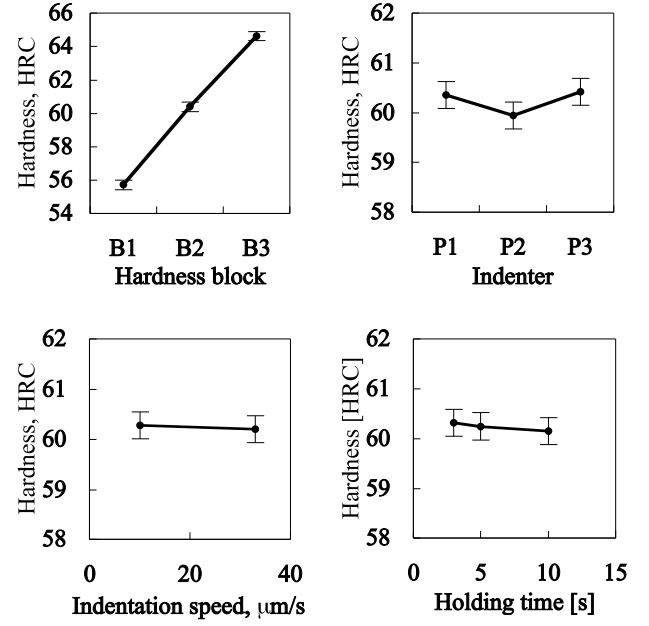 Hardness, HRC
66
64
62
60
58
56
54
B1 B2 B3
Hardness block
Hardness, HRC
62
61
60
59
58
P1 P2 P3
Indenter
Hardness, HRC
62
61
60
59
58
0 20 40
Indentation speed, μm/s
Hardness [HRC]
62
61
60
59
58
0 5 10 15
Holding time [s]